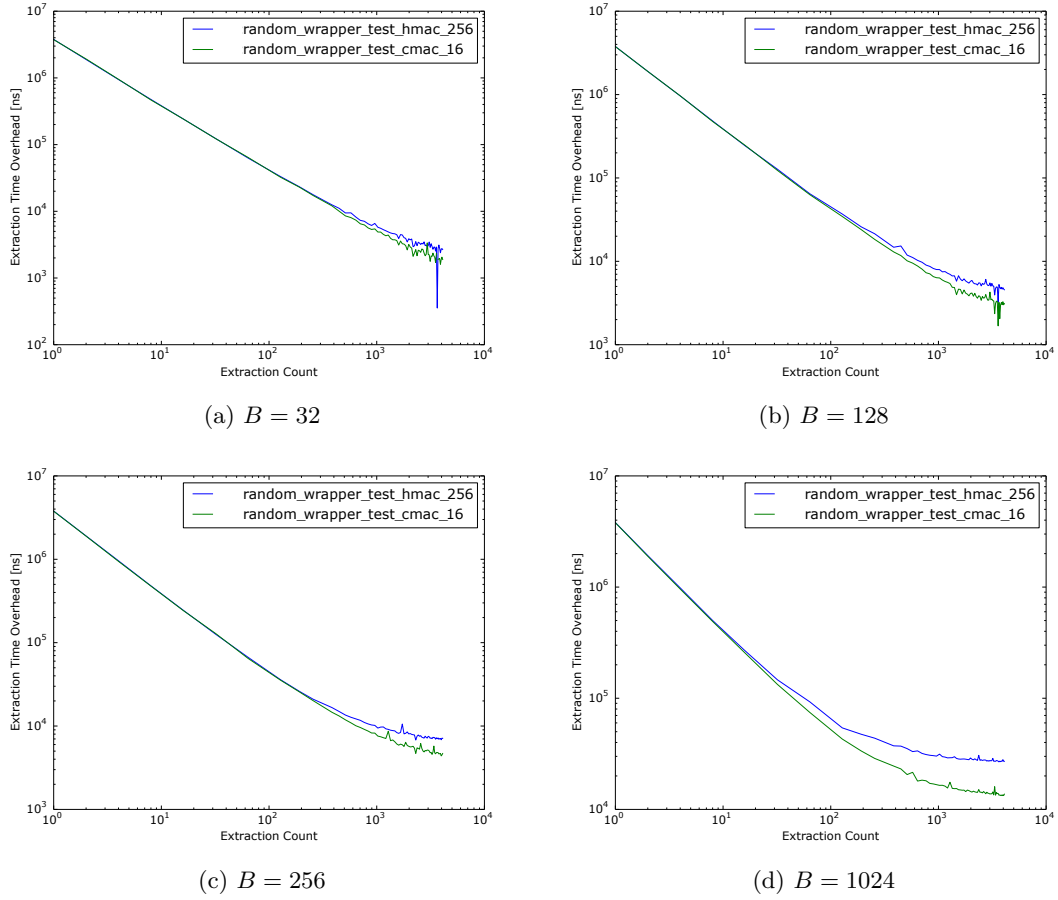 10^7
10^6
10^5
10^4
10^3
10^2
Extraction Time Overhead [ns]
random_wrapper_test_hmac_256
random_wrapper_test_cmac_16
10^0 10^1 10^2 10^3 10^4
Extraction Count
(a) B = 32
10^7
10^6
10^5
10^4
10^3
Extraction Time Overhead [ns]
random_wrapper_test_hmac_256
random_wrapper_test_cmac_16
10^0 10^1 10^2 10^3 10^4
Extraction Count
(b) B = 128
10^7
10^6
10^5
10^4
10^3
Extraction Time Overhead [ns]
random_wrapper_test_hmac_256
random_wrapper_test_cmac_16
10^0 10^1 10^2 10^3 10^4
Extraction Count
(c) B = 256
10^7
10^6
10^5
10^4
Extraction Time Overhead [ns]
random_wrapper_test_hmac_256
random_wrapper_test_cmac_16
10^0 10^1 10^2 10^3 10^4
Extraction Count
(d) B = 1024